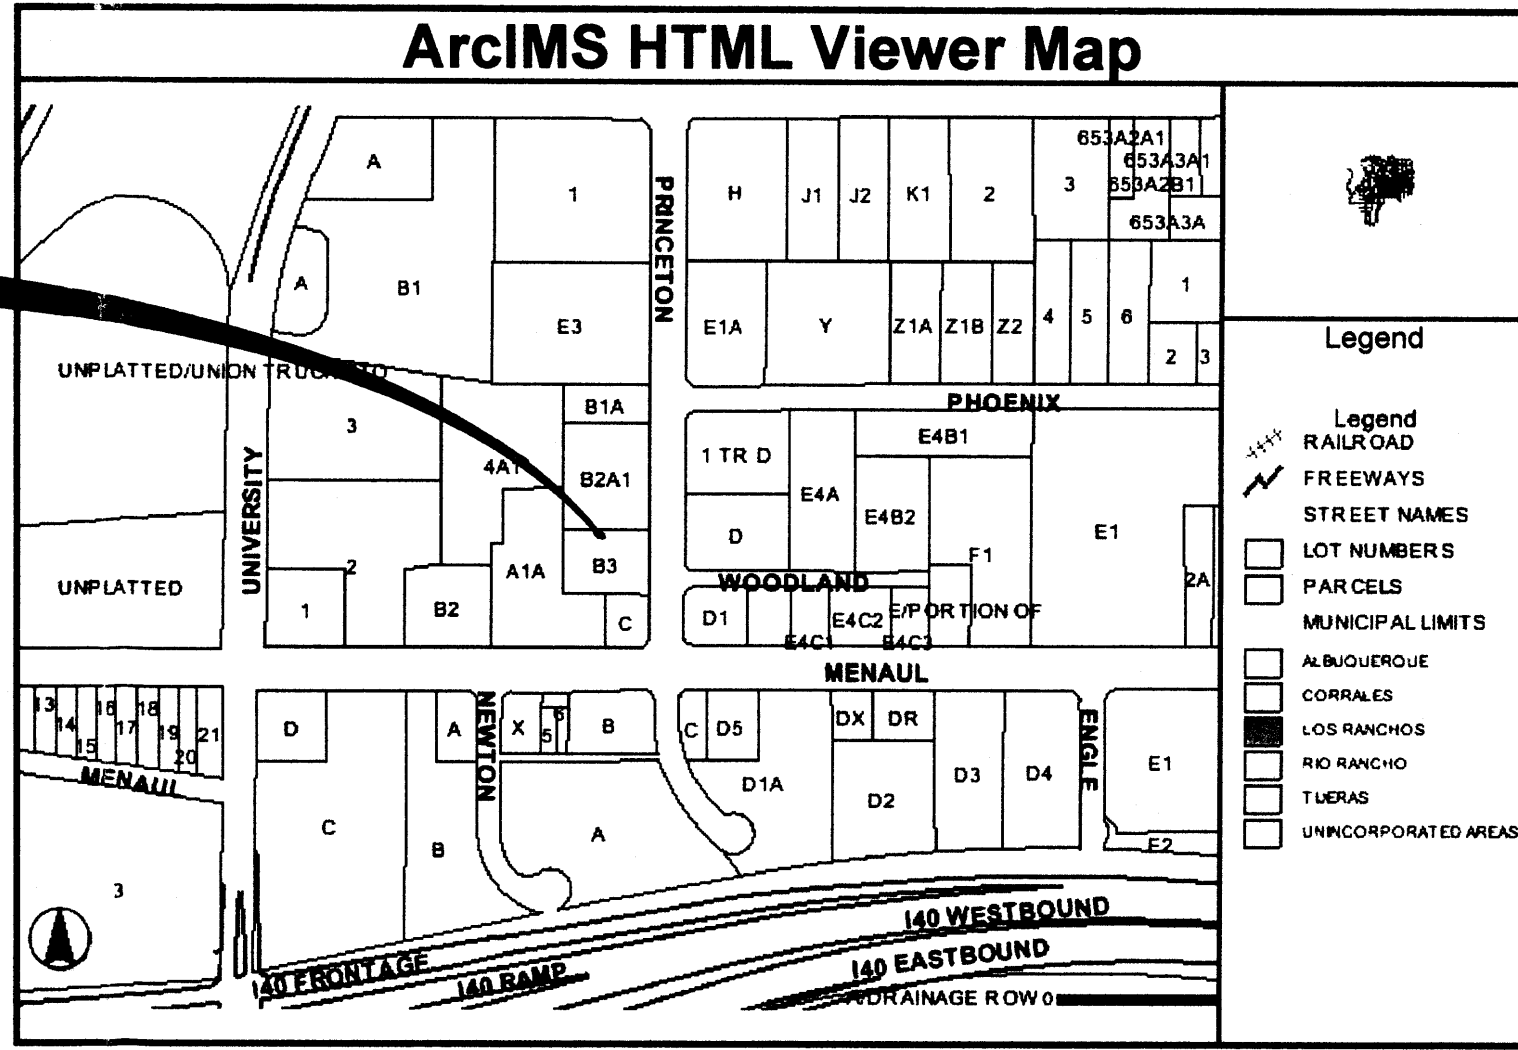 ArcIMS HTML Viewer Map
653A2A1
A
653A3A1
1
H
J1
J2
K1
2
3
653A2B1
653A3A
PRINCETON
A
B1
1
E3
E1A
Y
Z1A
Z1B
Z2
4
5
6
2
3
UNPLATTED/UNION
PHOENIX
B1A
3
E4B1
1 TR D
4A1
B2A1
E4A
UNIVERSITY
E4B2
D
E1
F1
A1A
B3
2
WOODLAND
2A
UNPLATTED
1
B2
C
D1
E4C2
E/PORTION OF
E4C1
E4C3
MENAUL
13
14
15
16
17
18
19
20
21
D
A
NEWTON
X
5
6
B
C
D5
DX
DR
ENGLE
MENAUL
D1A
D3
D4
E1
C
D2
B
A
E2
3
I40 WESTBOUND
I40 FRONTAGE
I40 RAMP
I40 EASTBOUND
DRAINAGE ROW 0
Legend
Legend
RAILROAD
FREEWAYS
STREET NAMES
LOT NUMBERS
PARCELS
MUNICIPAL LIMITS
ALBUQUERQUE
CORRALES
LOS RANCHOS
RIO RANCHO
TIJERAS
UNINCORPORATED AREAS